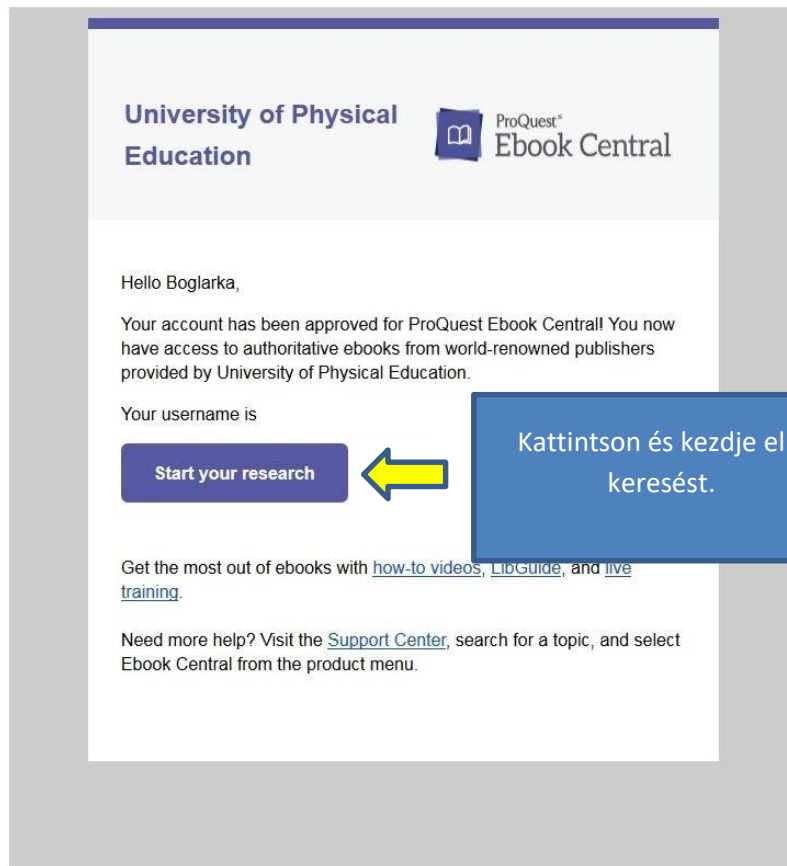 University of Physical
Education
ProQuest®
Ebook Central
Hello Boglarka,
Your account has been approved for ProQuest Ebook Central! You now
have access to authoritative ebooks from world-renowned publishers
provided by University of Physical Education.
Your username is
Start your research
Kattintson és kezdje el
keresést.
Get the most out of ebooks with how-to videos, LibGuide, and live
training.
Need more help? Visit the Support Center, search for a topic, and select
Ebook Central from the product menu.